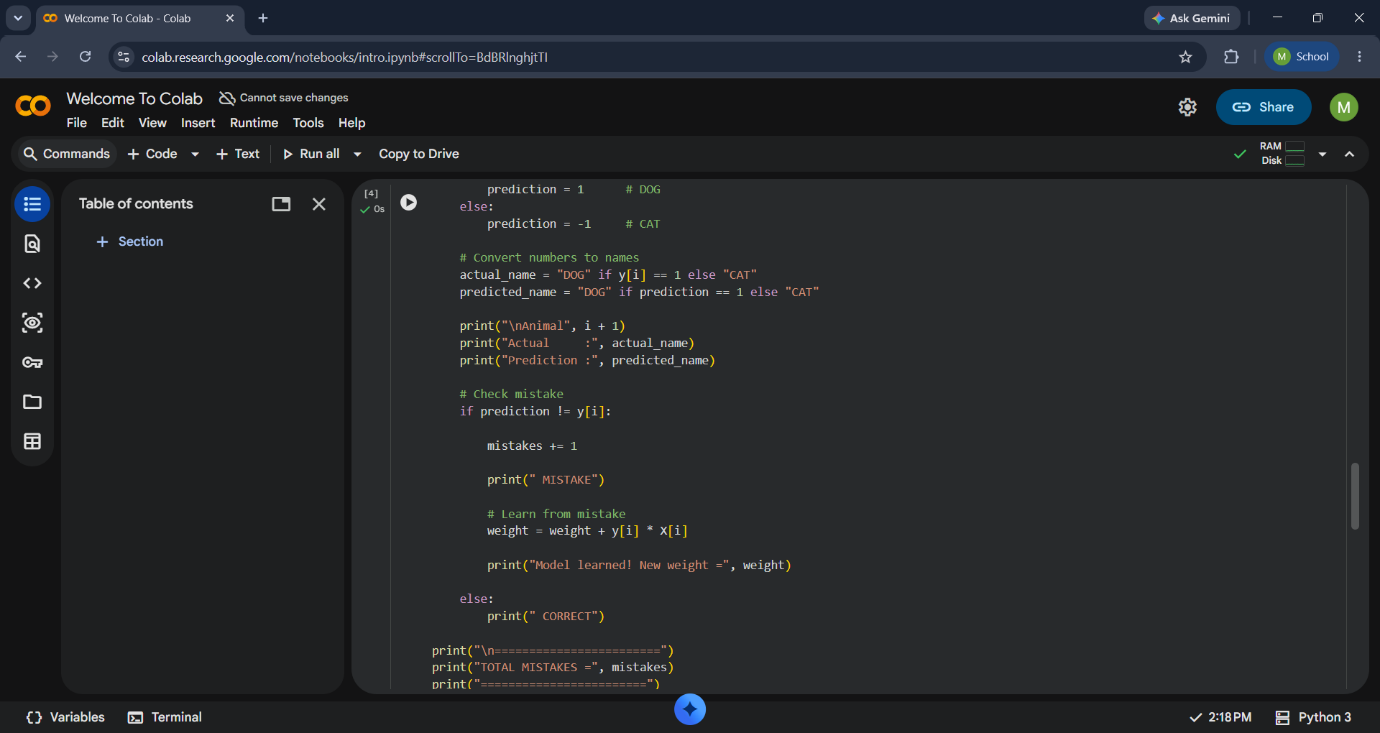 Welcome To Colab - Colab
Ask Gemini
colab.research.google.com/notebooks/intro.ipynb#scrollTo=BdBRlnghjtTI
M School
Welcome To Colab
Cannot save changes
File Edit View Insert Runtime Tools Help
Share
M
Commands + Code + Text Run all Copy to Drive
RAM
Disk
Table of contents
+ Section
[4]
0s
prediction = 1 # DOG
else:
prediction = -1 # CAT
# Convert numbers to names
actual_name = "DOG" if y[i] == 1 else "CAT"
predicted_name = "DOG" if prediction == 1 else "CAT"
print("\nAnimal", i + 1)
print("Actual :", actual_name)
print("Prediction :", predicted_name)
# Check mistake
if prediction != y[i]:
mistakes += 1
print(" MISTAKE")
# Learn from mistake
weight = weight + y[i] * X[i]
print("Model learned! New weight =", weight)
else:
print(" CORRECT")
print("\n========================")
print("TOTAL MISTAKES =", mistakes)
print("========================")
{} Variables
Terminal
2:18 PM
Python 3